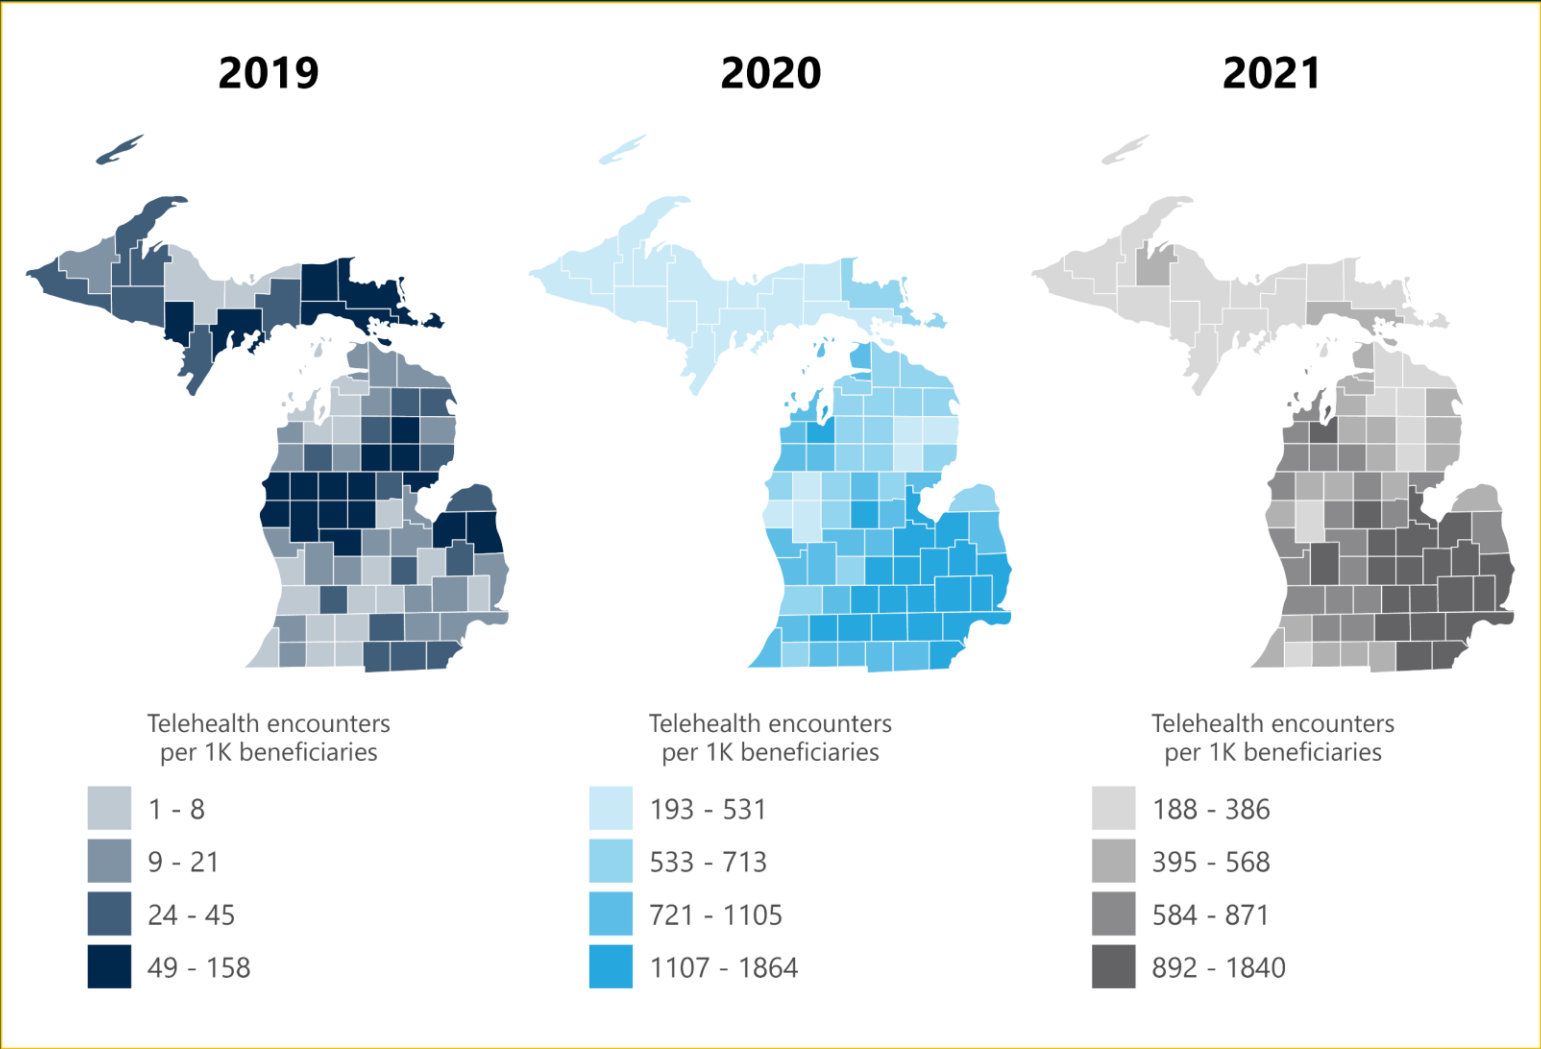 2019
2020
2021
Telehealth encounters
per 1K beneficiaries
1 - 8
9 - 21
24 - 45
49 - 158
Telehealth encounters
per 1K beneficiaries
193 - 531
533 - 713
721 - 1105
1107 - 1864
Telehealth encounters
per 1K beneficiaries
188 - 386
395 - 568
584 - 871
892 - 1840